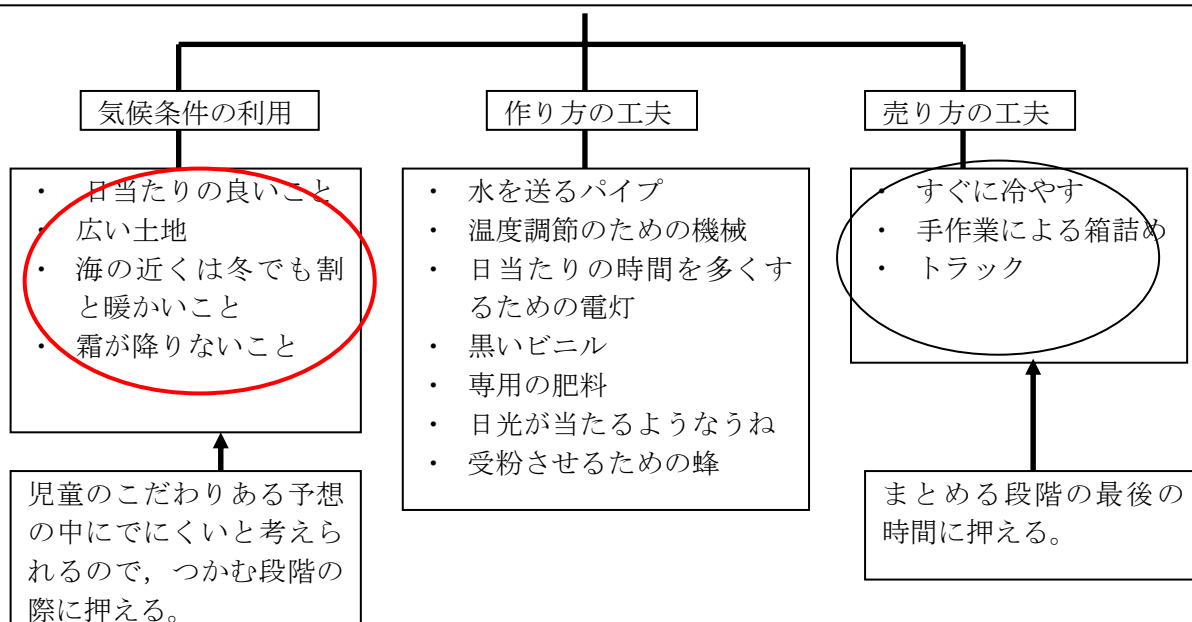 気候条件の利用
作り方の工夫
売り方の工夫
・ 日当たりの良いこと
・ 広い土地
・ 海の近くは冬でも割
と暖かいこと
・ 霜が降りないこと
・ 水を送るパイプ
・ 温度調節のための機械
・ 日当たりの時間を多くす
るための電灯
・ 黒いビニル
・ 専用の肥料
・ 日光が当たるようなうね
・ 受粉させるための蜂
・ すぐに冷やす
・ 手作業による箱詰め
・ トラック
児童のこだわりある予想
の中にでにくいと考えら
れるので，つかむ段階の
際に押える。
まとめる段階の最後の
時間に押える。